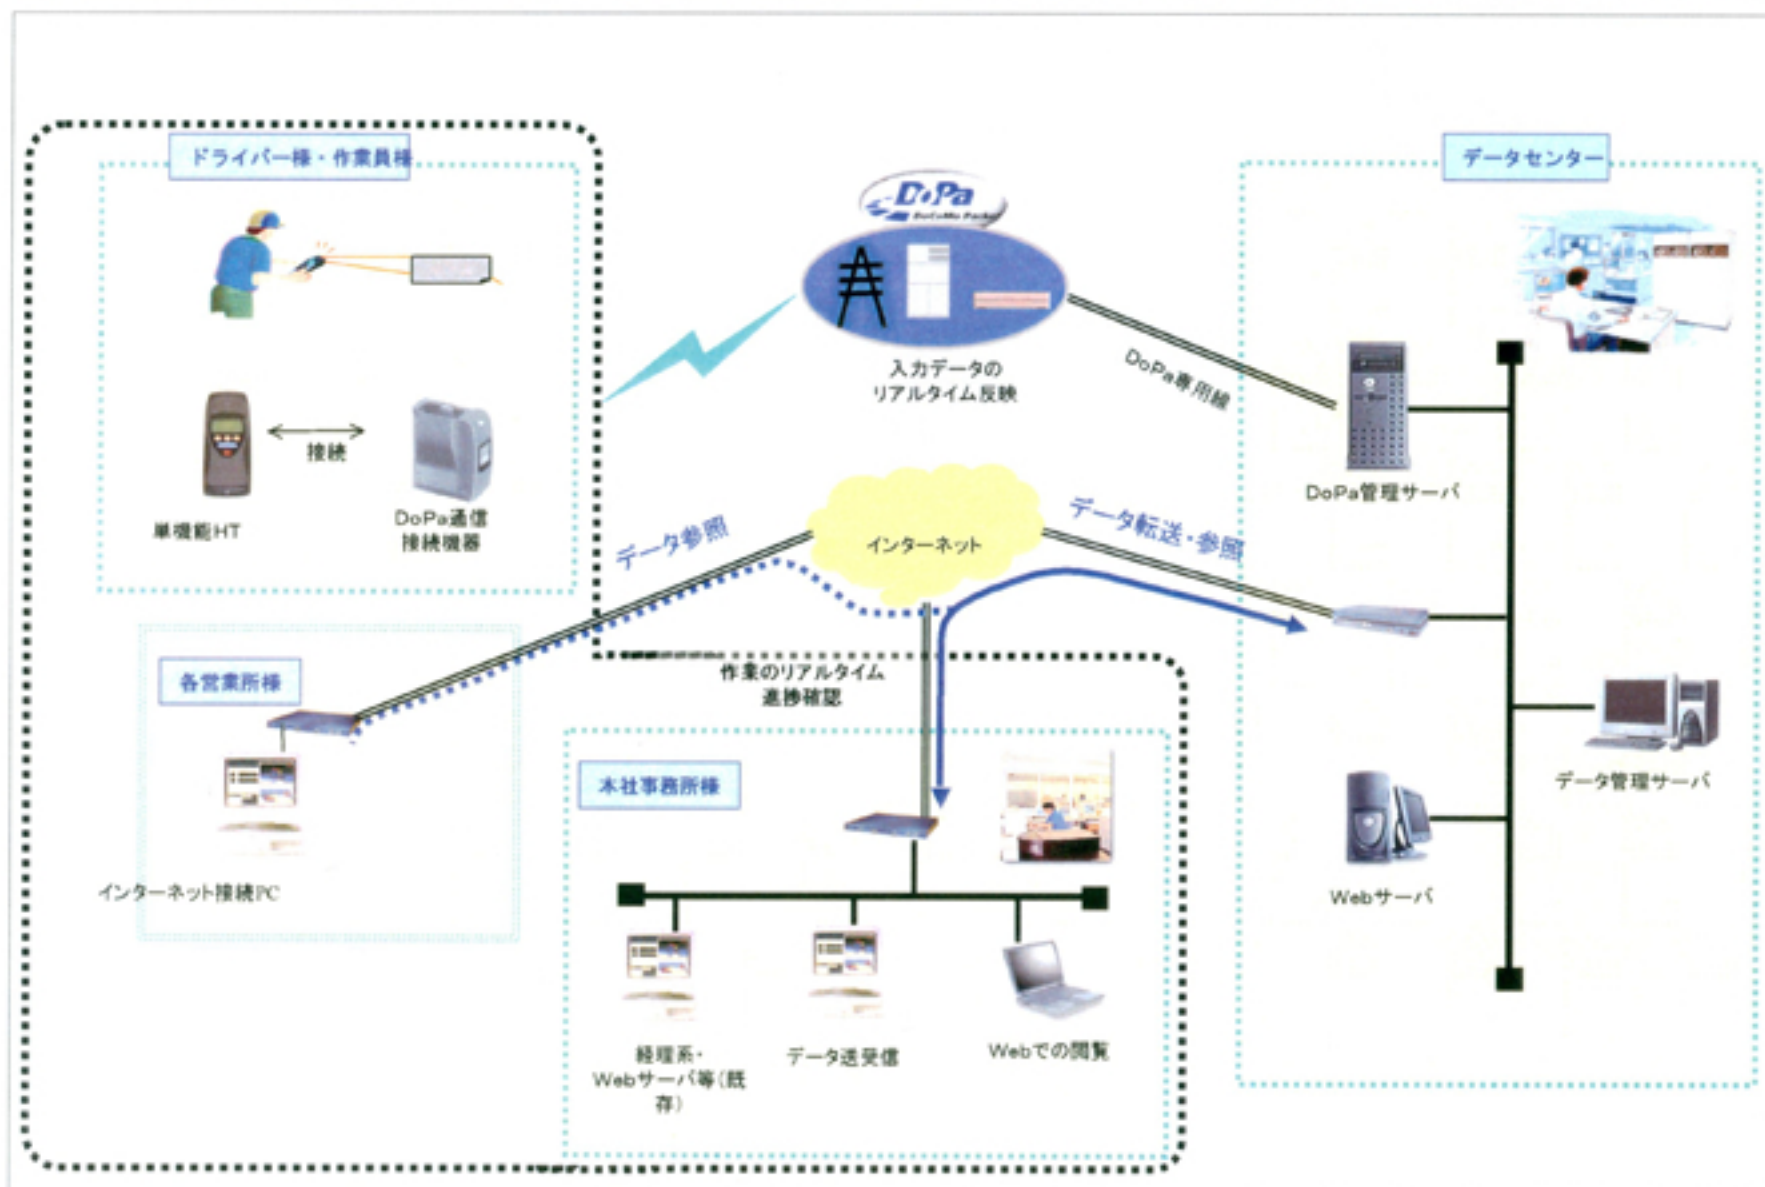 ドライバー様・作業員様
単機能HT
接続
DoPa通信
接続機器
各営業所様
インターネット接続PC
DoPa
DoCoMo Packet
入力データの
リアルタイム反映
DoPa専用線
データ参照
インターネット
データ転送・参照
作業のリアルタイム
進捗確認
本社事務所様
経理系・
Webサーバ等（既
存）
データ送受信
Webでの閲覧
データセンター
DoPa管理サーバ
データ管理サーバ
Webサーバ